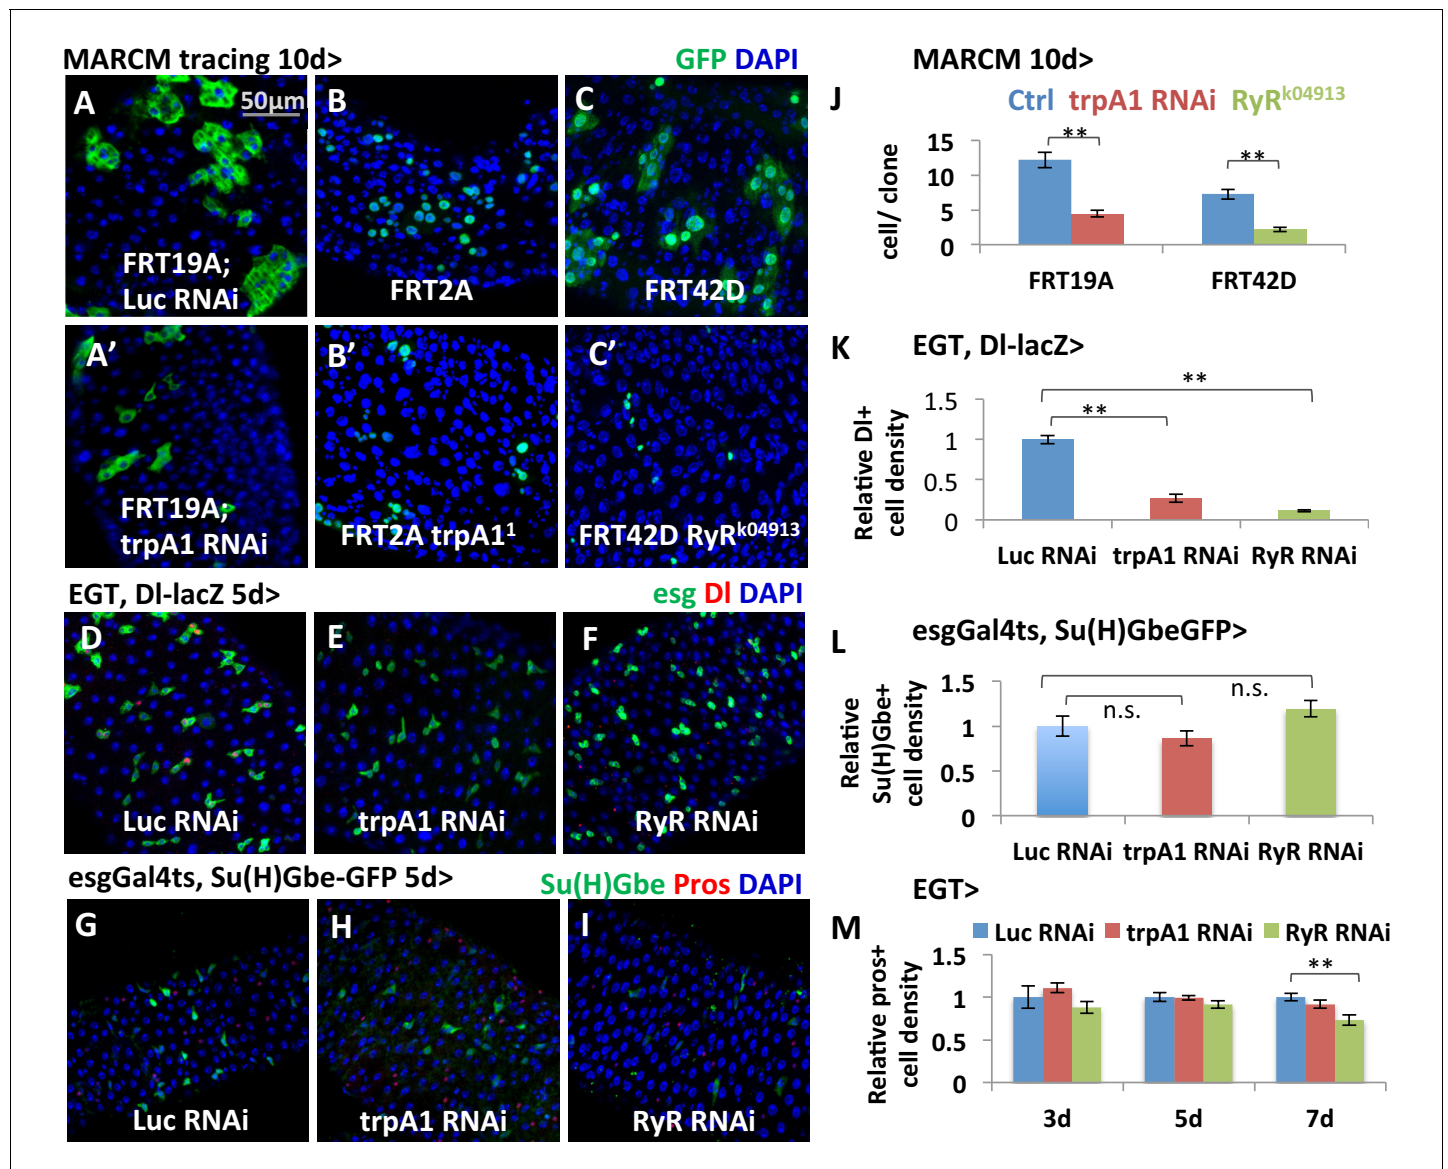 MARCM tracing 10d> GFP DAPI
A 50μm B C
FRT19A;
Luc RNAi FRT2A FRT42D
A’ B’ C’
FRT19A;
trpA1 RNAi FRT2A trpA1¹ FRT42D RyRᵏ⁰⁴⁹¹³
EGT, Dl-lacZ 5d> esg Dl DAPI
D E F
Luc RNAi trpA1 RNAi RyR RNAi
esgGal4ts, Su(H)Gbe-GFP 5d> Su(H)Gbe Pros DAPI
G H I
Luc RNAi trpA1 RNAi RyR RNAi
MARCM 10d>
J Ctrl trpA1 RNAi RyRᵏ⁰⁴⁹¹³
cell/ clone
15
10
5
0
** **
FRT19A FRT42D
K EGT, Dl-lacZ>
Relative Dl+
cell density
1.5
1
0.5
0
**
**
Luc RNAi trpA1 RNAi RyR RNAi
L esgGal4ts, Su(H)GbeGFP>
Relative
Su(H)Gbe+
cell density
1.5
1
0.5
0
n.s.
n.s.
Luc RNAi trpA1 RNAi RyR RNAi
EGT>
M Luc RNAi trpA1 RNAi RyR RNAi
Relative pros+
cell density
1.5
1
0.5
0
**
3d 5d 7d